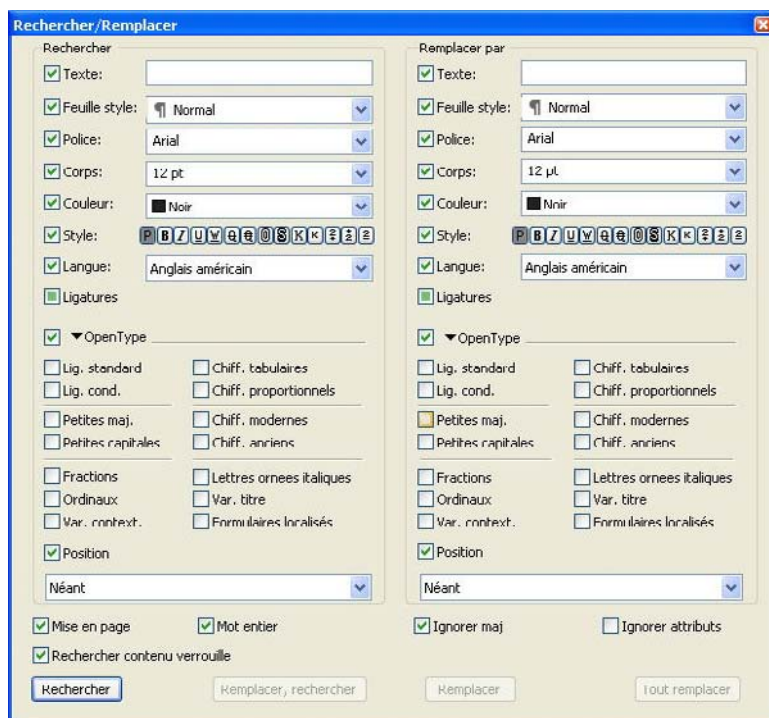 Rechercher/Remplacer
Rechercher
Texte:
Feuille style: ¶ Normal
Police: Arial
Corps: 12 pt
Couleur: Noir
Style: P B I U W Q Q O S K K 2 2 2
Langue: Anglais américain
Ligatures
OpenType
Lig. standard Chiff. tabulaires
Lig. cond. Chiff. proportionnels
Petites maj. Chiff. modernes
Petites capitales Chiff. anciens
Fractions Lettres ornees italiques
Ordinaux Var. titre
Var. context. Formulaires localisés
Position
Néant
Remplacer par
Texte:
Feuille style: ¶ Normal
Police: Arial
Corps: 12 pt
Couleur: Noir
Style: P B I U W Q Q O S K K 2 2 2
Langue: Anglais américain
Ligatures
OpenType
Lig. standard Chiff. tabulaires
Lig. cond. Chiff. proportionnels
Petites maj. Chiff. modernes
Petites capitales Chiff. anciens
Fractions Lettres ornees italiques
Ordinaux Var. titre
Var. context. Formulaires localisés
Position
Néant
Mise en page Mot entier Ignorer maj Ignorer attributs
Rechercher contenu verrouille
Rechercher Remplacer, rechercher Remplacer Tout remplacer